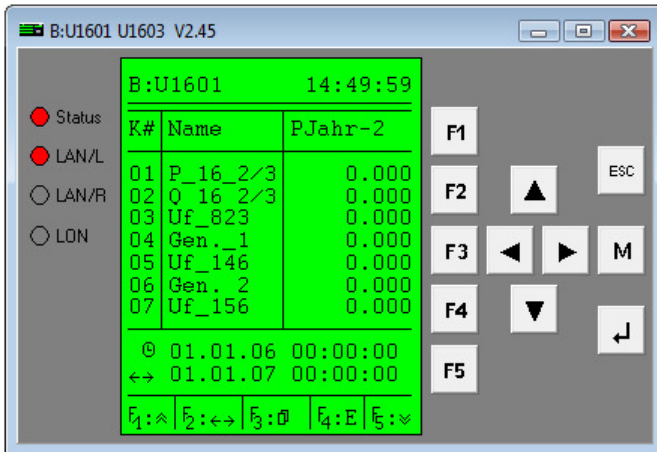 B:U1601 U1603 V2.45
B:U1601 14:49:59
K# Name PJahr-2
01 P_16_2/3 0.000
02 Q_16_2/3 0.000
03 Uf_823 0.000
04 Gen._1 0.000
05 Uf_146 0.000
06 Gen._2 0.000
07 Uf_156 0.000
01.01.06 00:00:00
↔ 01.01.07 00:00:00
F1: F2:↔ F3: F4:E F5:
Status
LAN/L
LAN/R
LON
F1
F2
F3
F4
F5
ESC
M